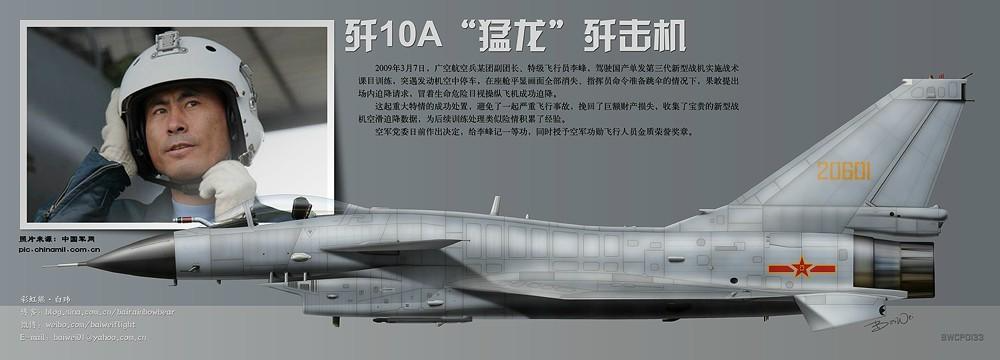 歼10A“猛龙”歼击机
2009年3月7日，广空航空兵某团副团长、特级飞行员李峰，驾驶国产单发第三代新型战机实施战术
课目训练，突遇发动机空中停车，在座舱平显画面全部消失、指挥员命令准备跳伞的情况下，果敢提出
场内迫降请求，冒着生命危险目视操纵飞机成功迫降。
这起重大特情的成功处置，避免了一起严重飞行事故，挽回了巨额财产损失，收集了宝贵的新型战
机空滑迫降数据，为后续训练处理类似险情积累了经验。
空军党委日前作出决定，给李峰记一等功，同时授予空军功勋飞行人员金质荣誉奖章。
20601
照片来源：中国军网
pic.chinamil.com.cn
彩虹熊·白玮
博客：blog.sina.com.cn/bairainbowbear
微博：weibo.com/baiweiflight
E-mail：baiwei01@yahoo.com.cn
BWCP0133